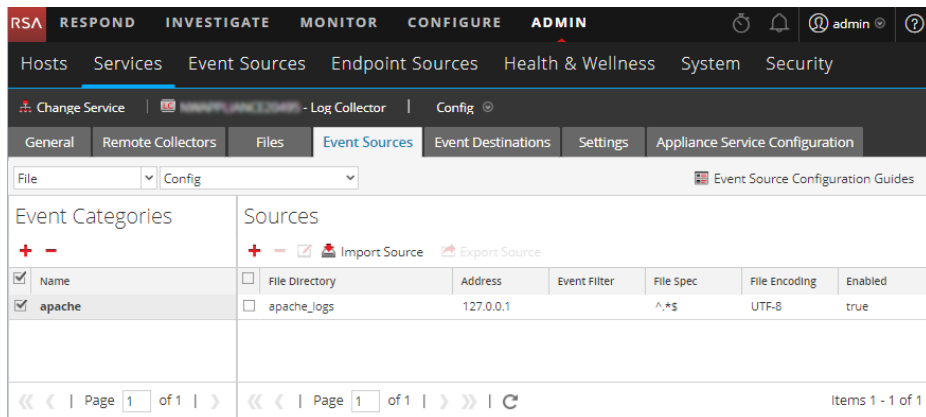 RSA RESPOND INVESTIGATE MONITOR CONFIGURE ADMIN admin ?
Hosts Services Event Sources Endpoint Sources Health & Wellness System Security
Change Service | LC - Log Collector | Config
General Remote Collectors Files Event Sources Event Destinations Settings Appliance Service Configuration
File Config Event Source Configuration Guides
Event Categories Sources
Import Source Export Source
Name File Directory Address Event Filter File Spec File Encoding Enabled
apache apache_logs 127.0.0.1 ^.*$ UTF-8 true
Page 1 of 1 | Page 1 of 1 | Items 1 - 1 of 1